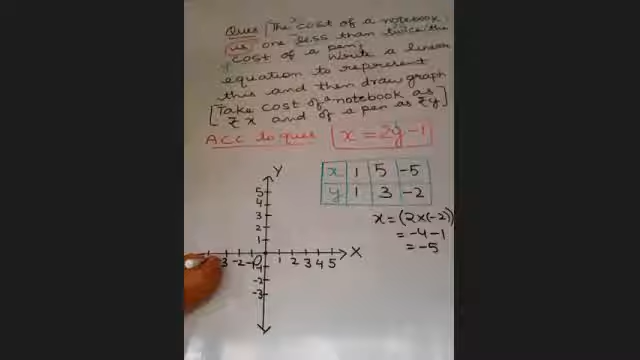 Ques The cost of a notebook
is one less than twice the
cost of a pen. Write a linear
equation to represent
this and then draw graph
[Take cost of a notebook as
₹ x and of a pen as ₹ y]
ACC to ques x = 2y - 1
x 1 5 -5
y 1 3 -2
x = (2x(-2))
= -4 - 1
= -5
Y
5
4
3
2
1
3 -2 -1 O 1 2 3 4 5 X
-1
-2
-3